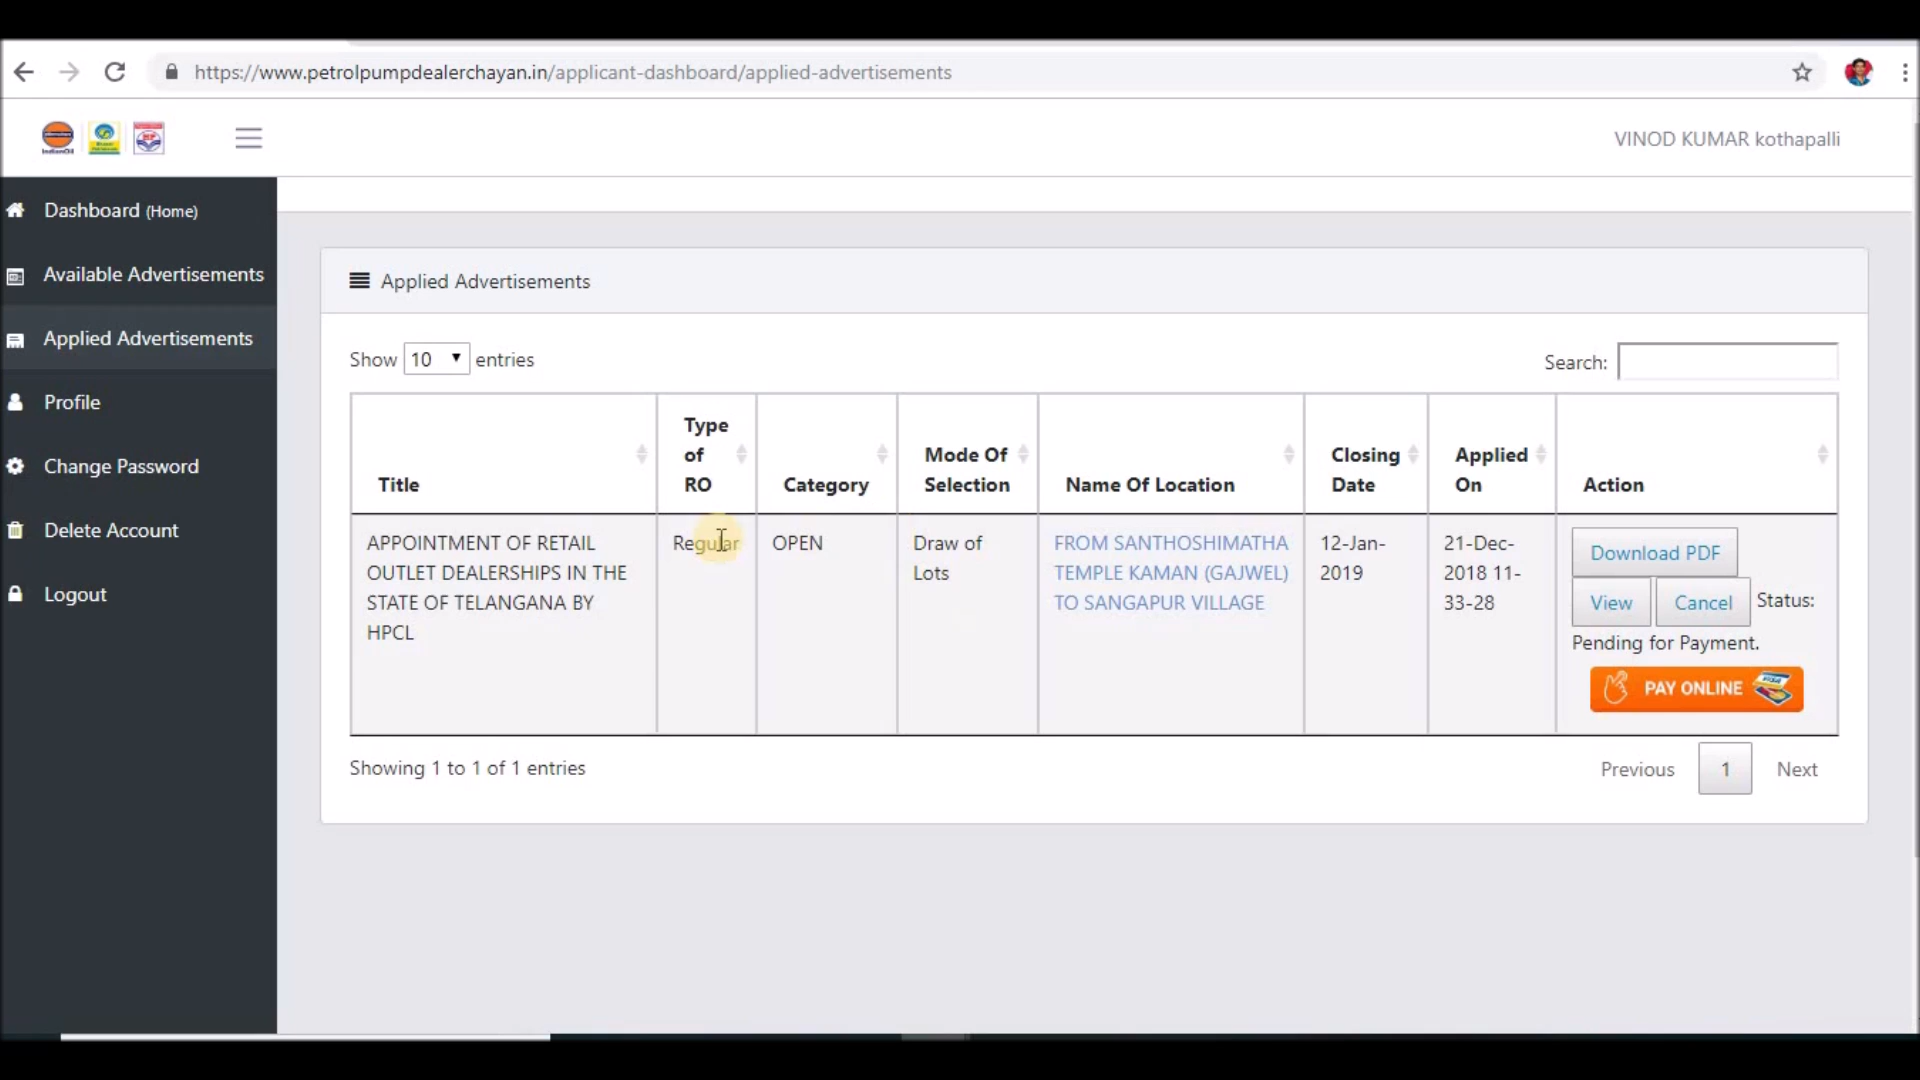 https://www.petrolpumpdealerchayan.in/applicant-dashboard/applied-advertisements
IndianOil
HP
VINOD KUMAR kothapalli
Dashboard (Home)
Available Advertisements
Applied Advertisements
Profile
Change Password
Delete Account
Logout
Applied Advertisements
Show 10 entries
Search:
Title
Type
of
RO
Category
Mode Of
Selection
Name Of Location
Closing
Date
Applied
On
Action
APPOINTMENT OF RETAIL
OUTLET DEALERSHIPS IN THE
STATE OF TELANGANA BY
HPCL
Regular
OPEN
Draw of
Lots
FROM SANTHOSHIMATHA
TEMPLE KAMAN (GAJWEL)
TO SANGAPUR VILLAGE
12-Jan-
2019
21-Dec-
2018 11-
33-28
Download PDF
View Cancel Status:
Pending for Payment.
PAY ONLINE
Showing 1 to 1 of 1 entries
Previous 1 Next